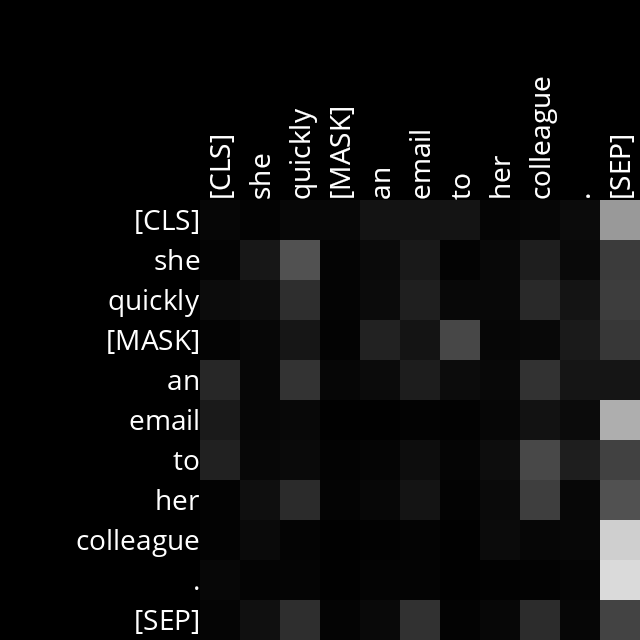 [CLS] she quickly [MASK] an email to her colleague . [SEP]
[CLS]
she
quickly
[MASK]
an
email
to
her
colleague
.
[SEP]